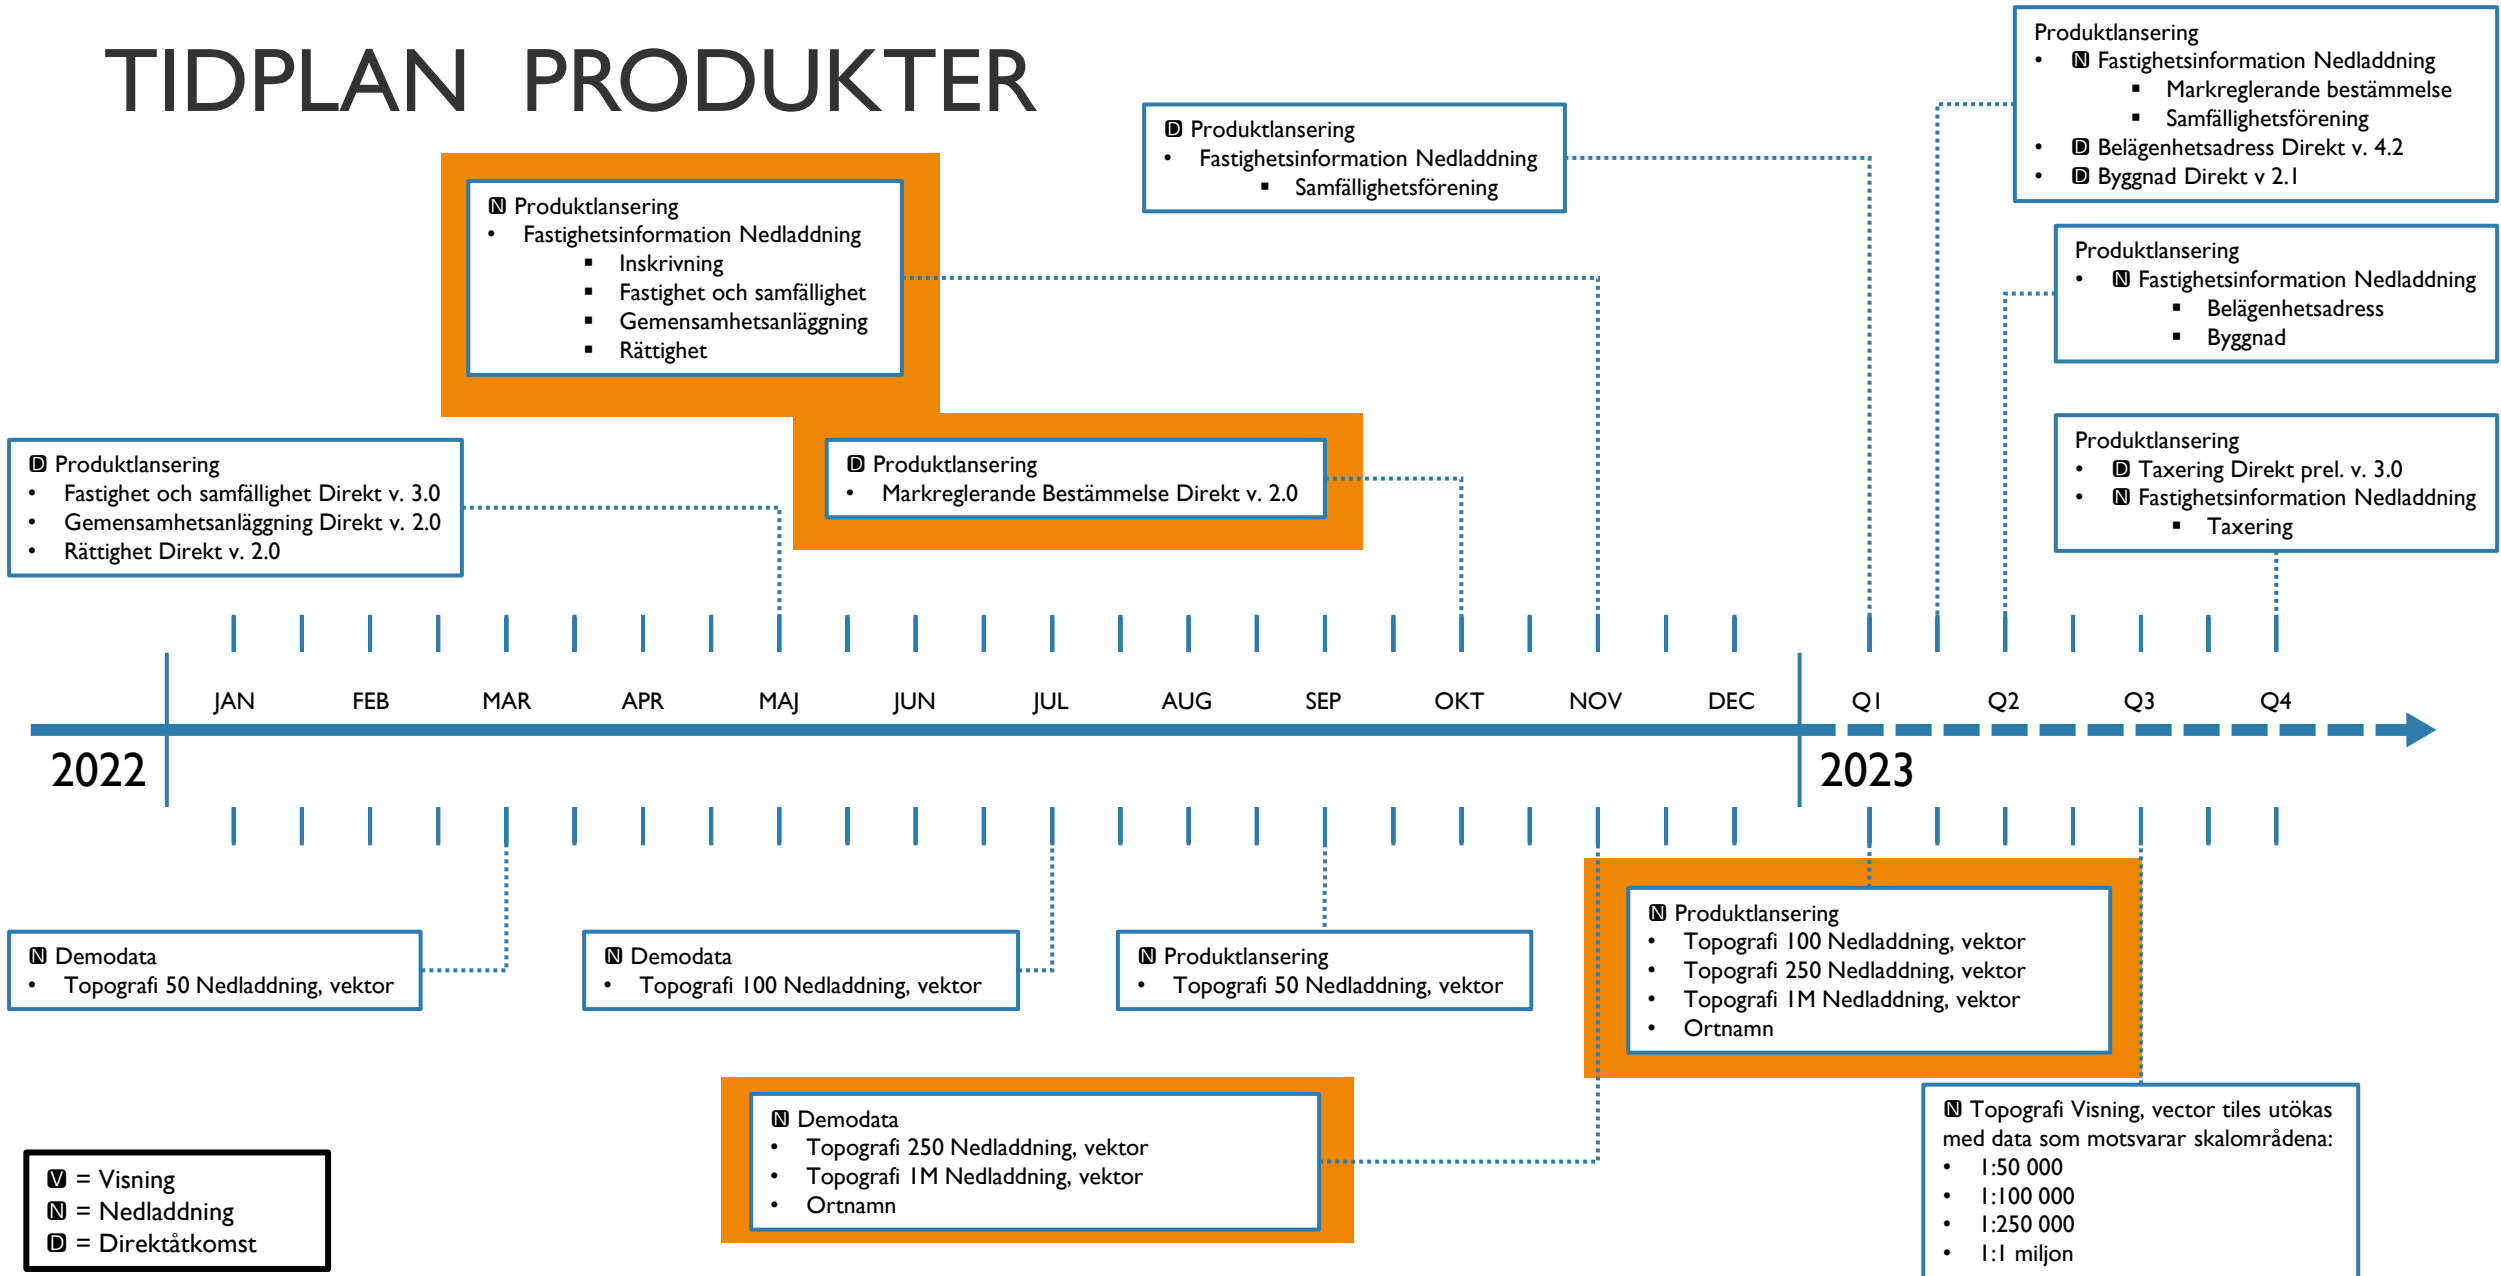 TIDPLAN PRODUKTER
Produktlansering
• 🅽 Fastighetsinformation Nedladdning
▪ Markreglerande bestämmelse
▪ Samfällighetsförening
• 🅳 Belägenhetsadress Direkt v. 4.2
• 🅳 Byggnad Direkt v 2.1
🅳 Produktlansering
• Fastighetsinformation Nedladdning
▪ Samfällighetsförening
🅽 Produktlansering
• Fastighetsinformation Nedladdning
▪ Inskrivning
▪ Fastighet och samfällighet
▪ Gemensamhetsanläggning
▪ Rättighet
Produktlansering
• 🅽 Fastighetsinformation Nedladdning
▪ Belägenhetsadress
▪ Byggnad
🅳 Produktlansering
• Fastighet och samfällighet Direkt v. 3.0
• Gemensamhetsanläggning Direkt v. 2.0
• Rättighet Direkt v. 2.0
🅳 Produktlansering
• Markreglerande Bestämmelse Direkt v. 2.0
Produktlansering
• 🅳 Taxering Direkt prel. v. 3.0
• 🅽 Fastighetsinformation Nedladdning
▪ Taxering
JAN FEB MAR APR MAJ JUN JUL AUG SEP OKT NOV DEC Q1 Q2 Q3 Q4
2022 2023
🅽 Demodata
• Topografi 50 Nedladdning, vektor
🅽 Demodata
• Topografi 100 Nedladdning, vektor
🅽 Produktlansering
• Topografi 50 Nedladdning, vektor
🅽 Produktlansering
• Topografi 100 Nedladdning, vektor
• Topografi 250 Nedladdning, vektor
• Topografi 1M Nedladdning, vektor
• Ortnamn
🅽 Demodata
• Topografi 250 Nedladdning, vektor
• Topografi 1M Nedladdning, vektor
• Ortnamn
🅽 Topografi Visning, vector tiles utökas
med data som motsvarar skalområdena:
• 1:50 000
• 1:100 000
• 1:250 000
• 1:1 miljon
🆅 = Visning
🅽 = Nedladdning
🅳 = Direktåtkomst